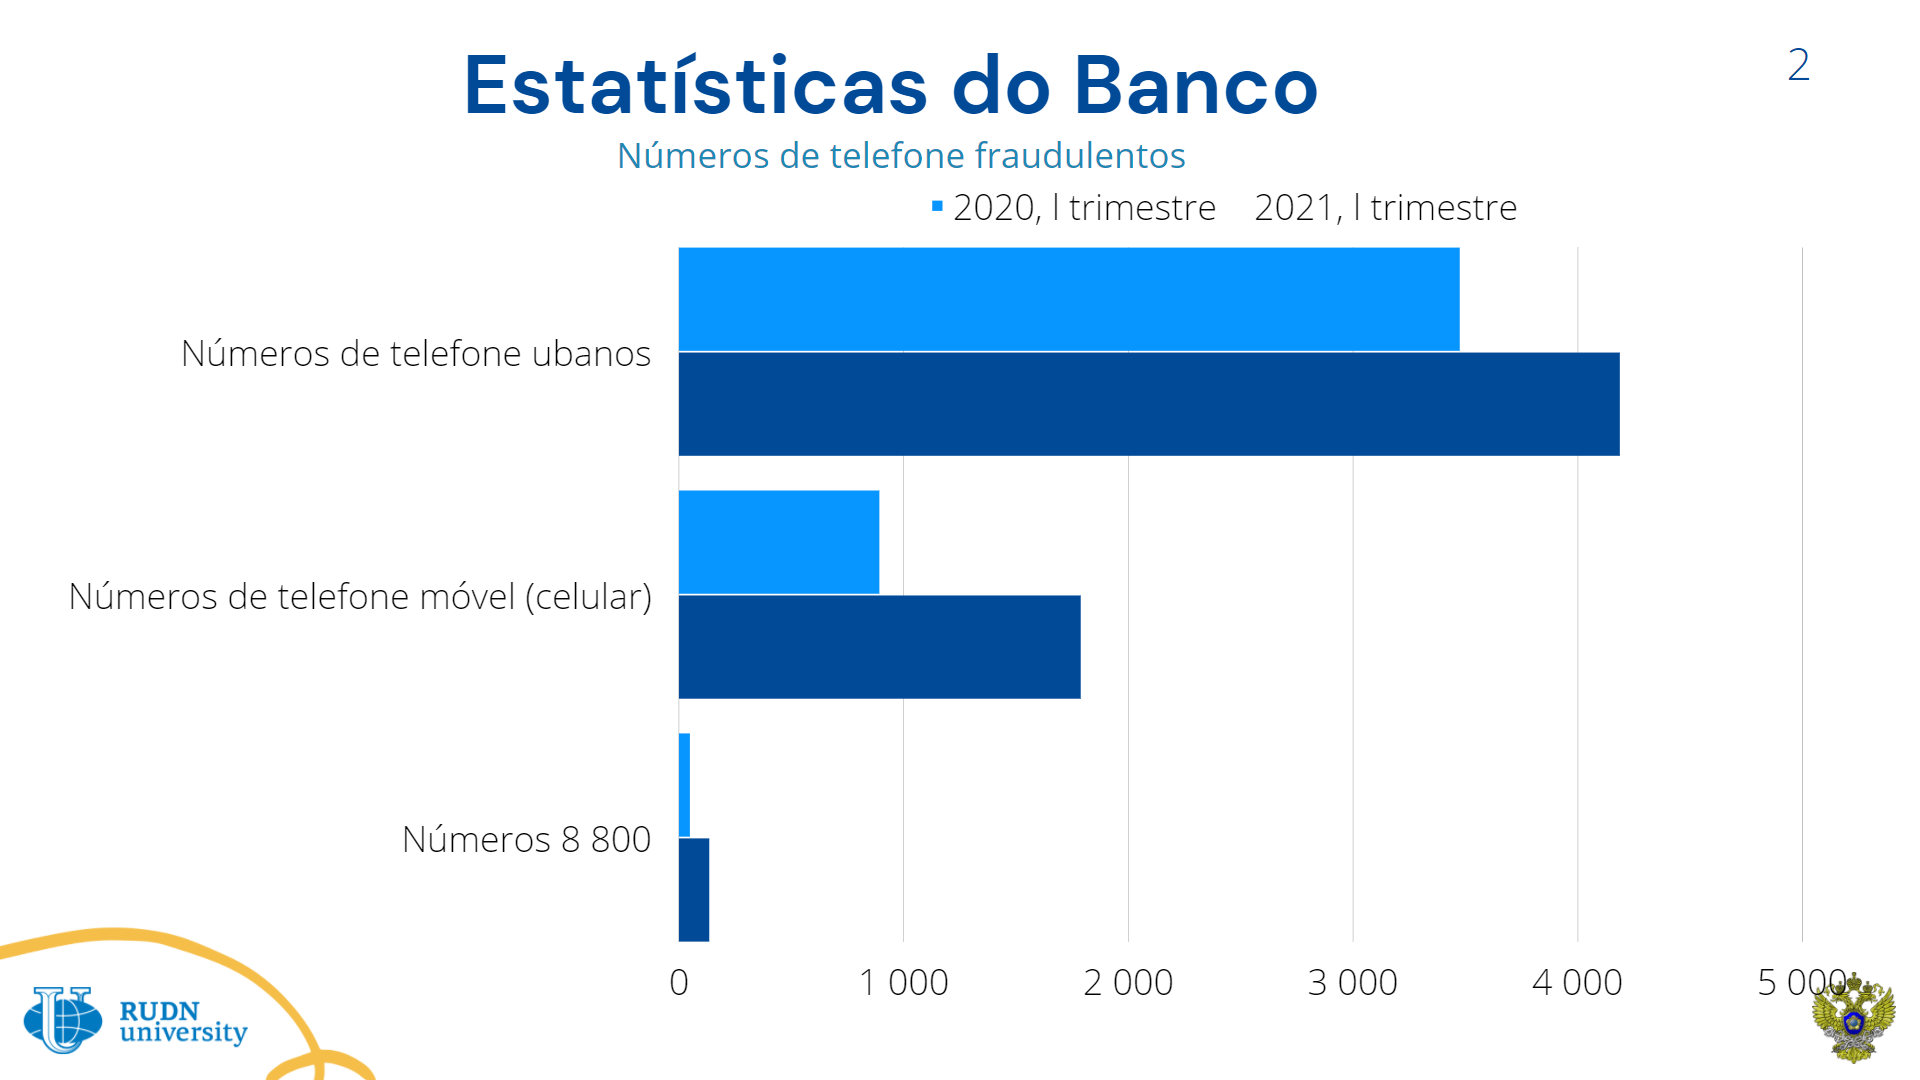 Estatísticas do Banco
2
Números de telefone fraudulentos
2020, I trimestre 2021, I trimestre
Números de telefone ubanos
Números de telefone móvel (celular)
Números 8 800
0 1 000 2 000 3 000 4 000 5 000
RUDN
university